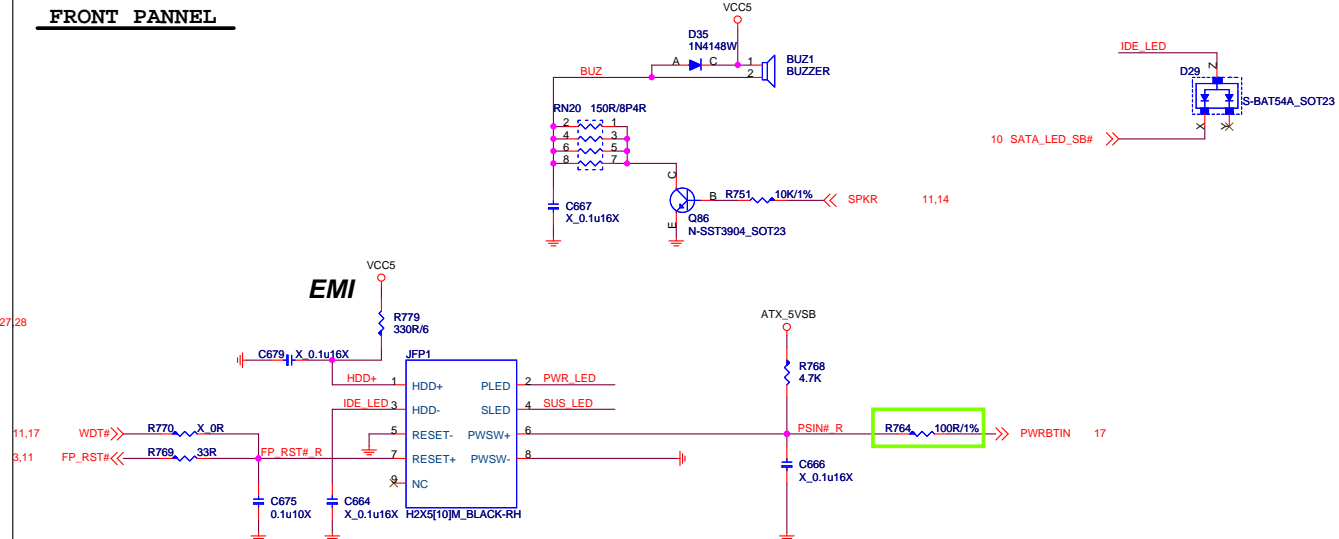 FRONT PANNEL
VCC5
D35
1N4148W
A C
1
2
BUZ1
BUZZER
BUZ
RN20 150R/8P4R
2 1
4 3
6 5
8 7
C667
X_0.1u16X
C
B
E
R751 10K/1%
SPKR 11,14
Q86
N-SST3904_SOT23
IDE_LED
Z
D29
S-BAT54A_SOT23
X
Y
10 SATA_LED_SB#
EMI
VCC5
R779
330R/6
27,28
C679 X_0.1u16X
JFP1
HDD+ 1 HDD+ PLED 2 PWR_LED
IDE_LED 3 HDD- SLED 4 SUS_LED
5 RESET- PWSW+ 6
7 RESET+ PWSW- 8
9 NC
H2X5[10]M_BLACK-RH
11,17 WDT# R770 X_0R
3,11 FP_RST# R769 33R FP_RST#_R
C675
0.1u10X
C664
X_0.1u16X
ATX_5VSB
R768
4.7K
PSIN#_R R764 100R/1% PWRBTIN 17
C666
X_0.1u16X